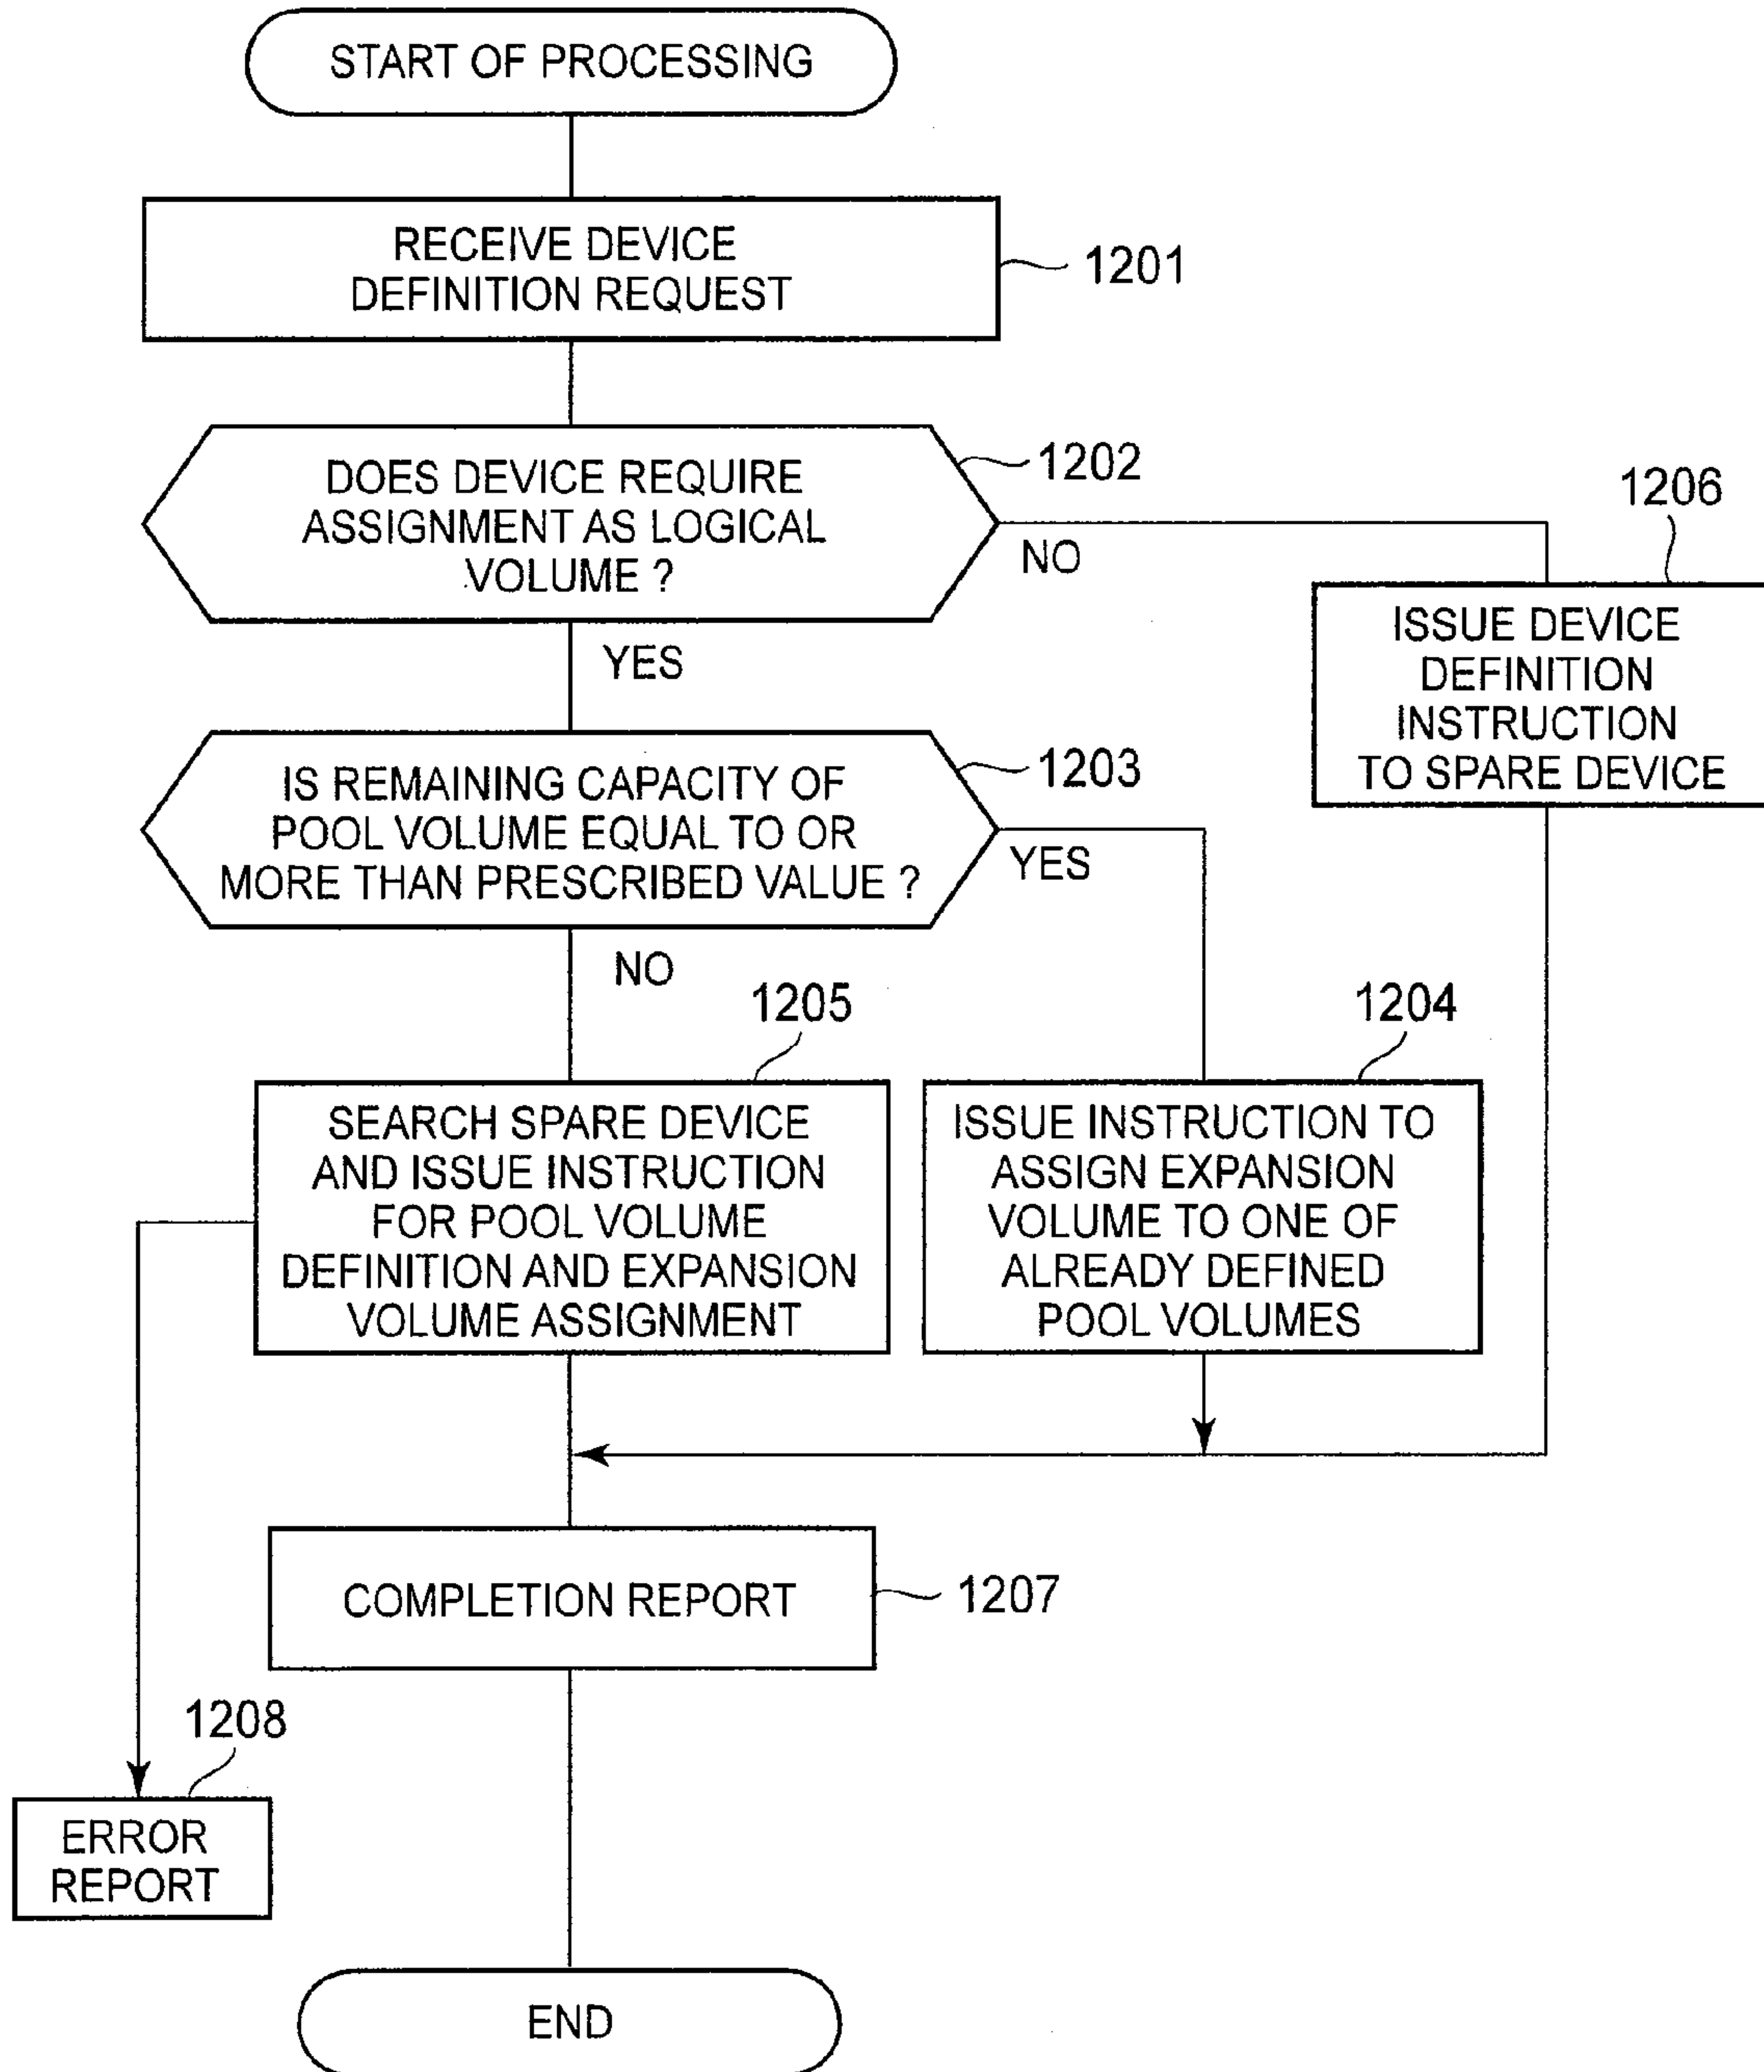 START OF PROCESSING
RECEIVE DEVICE
DEFINITION REQUEST
1201
DOES DEVICE REQUIRE
ASSIGNMENT AS LOGICAL
VOLUME ?
1202
NO
YES
1206
ISSUE DEVICE
DEFINITION
INSTRUCTION
TO SPARE DEVICE
IS REMAINING CAPACITY OF
POOL VOLUME EQUAL TO OR
MORE THAN PRESCRIBED VALUE ?
1203
YES
NO
1205
SEARCH SPARE DEVICE
AND ISSUE INSTRUCTION
FOR POOL VOLUME
DEFINITION AND EXPANSION
VOLUME ASSIGNMENT
1204
ISSUE INSTRUCTION TO
ASSIGN EXPANSION
VOLUME TO ONE OF
ALREADY DEFINED
POOL VOLUMES
COMPLETION REPORT
1207
1208
ERROR
REPORT
END